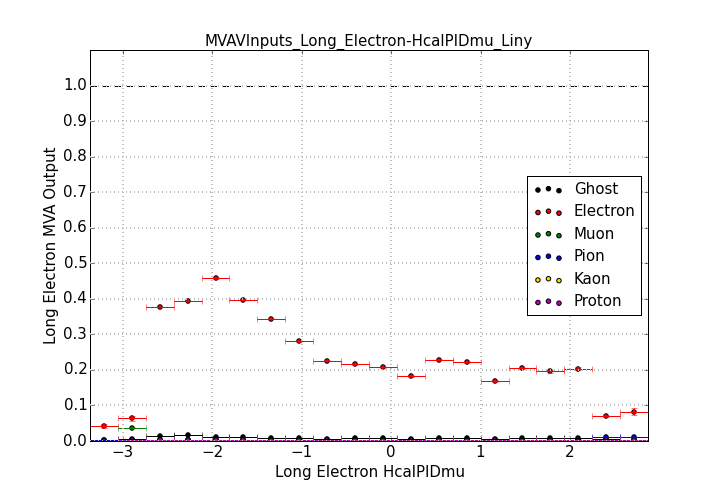 MVAVInputs_Long_Electron-HcalPIDmu_Liny
Long Electron MVA Output
1.0
0.9
0.8
0.7
0.6
0.5
0.4
0.3
0.2
0.1
0.0
Ghost
Electron
Muon
Pion
Kaon
Proton
−3 −2 −1 0 1 2
Long Electron HcalPIDmu